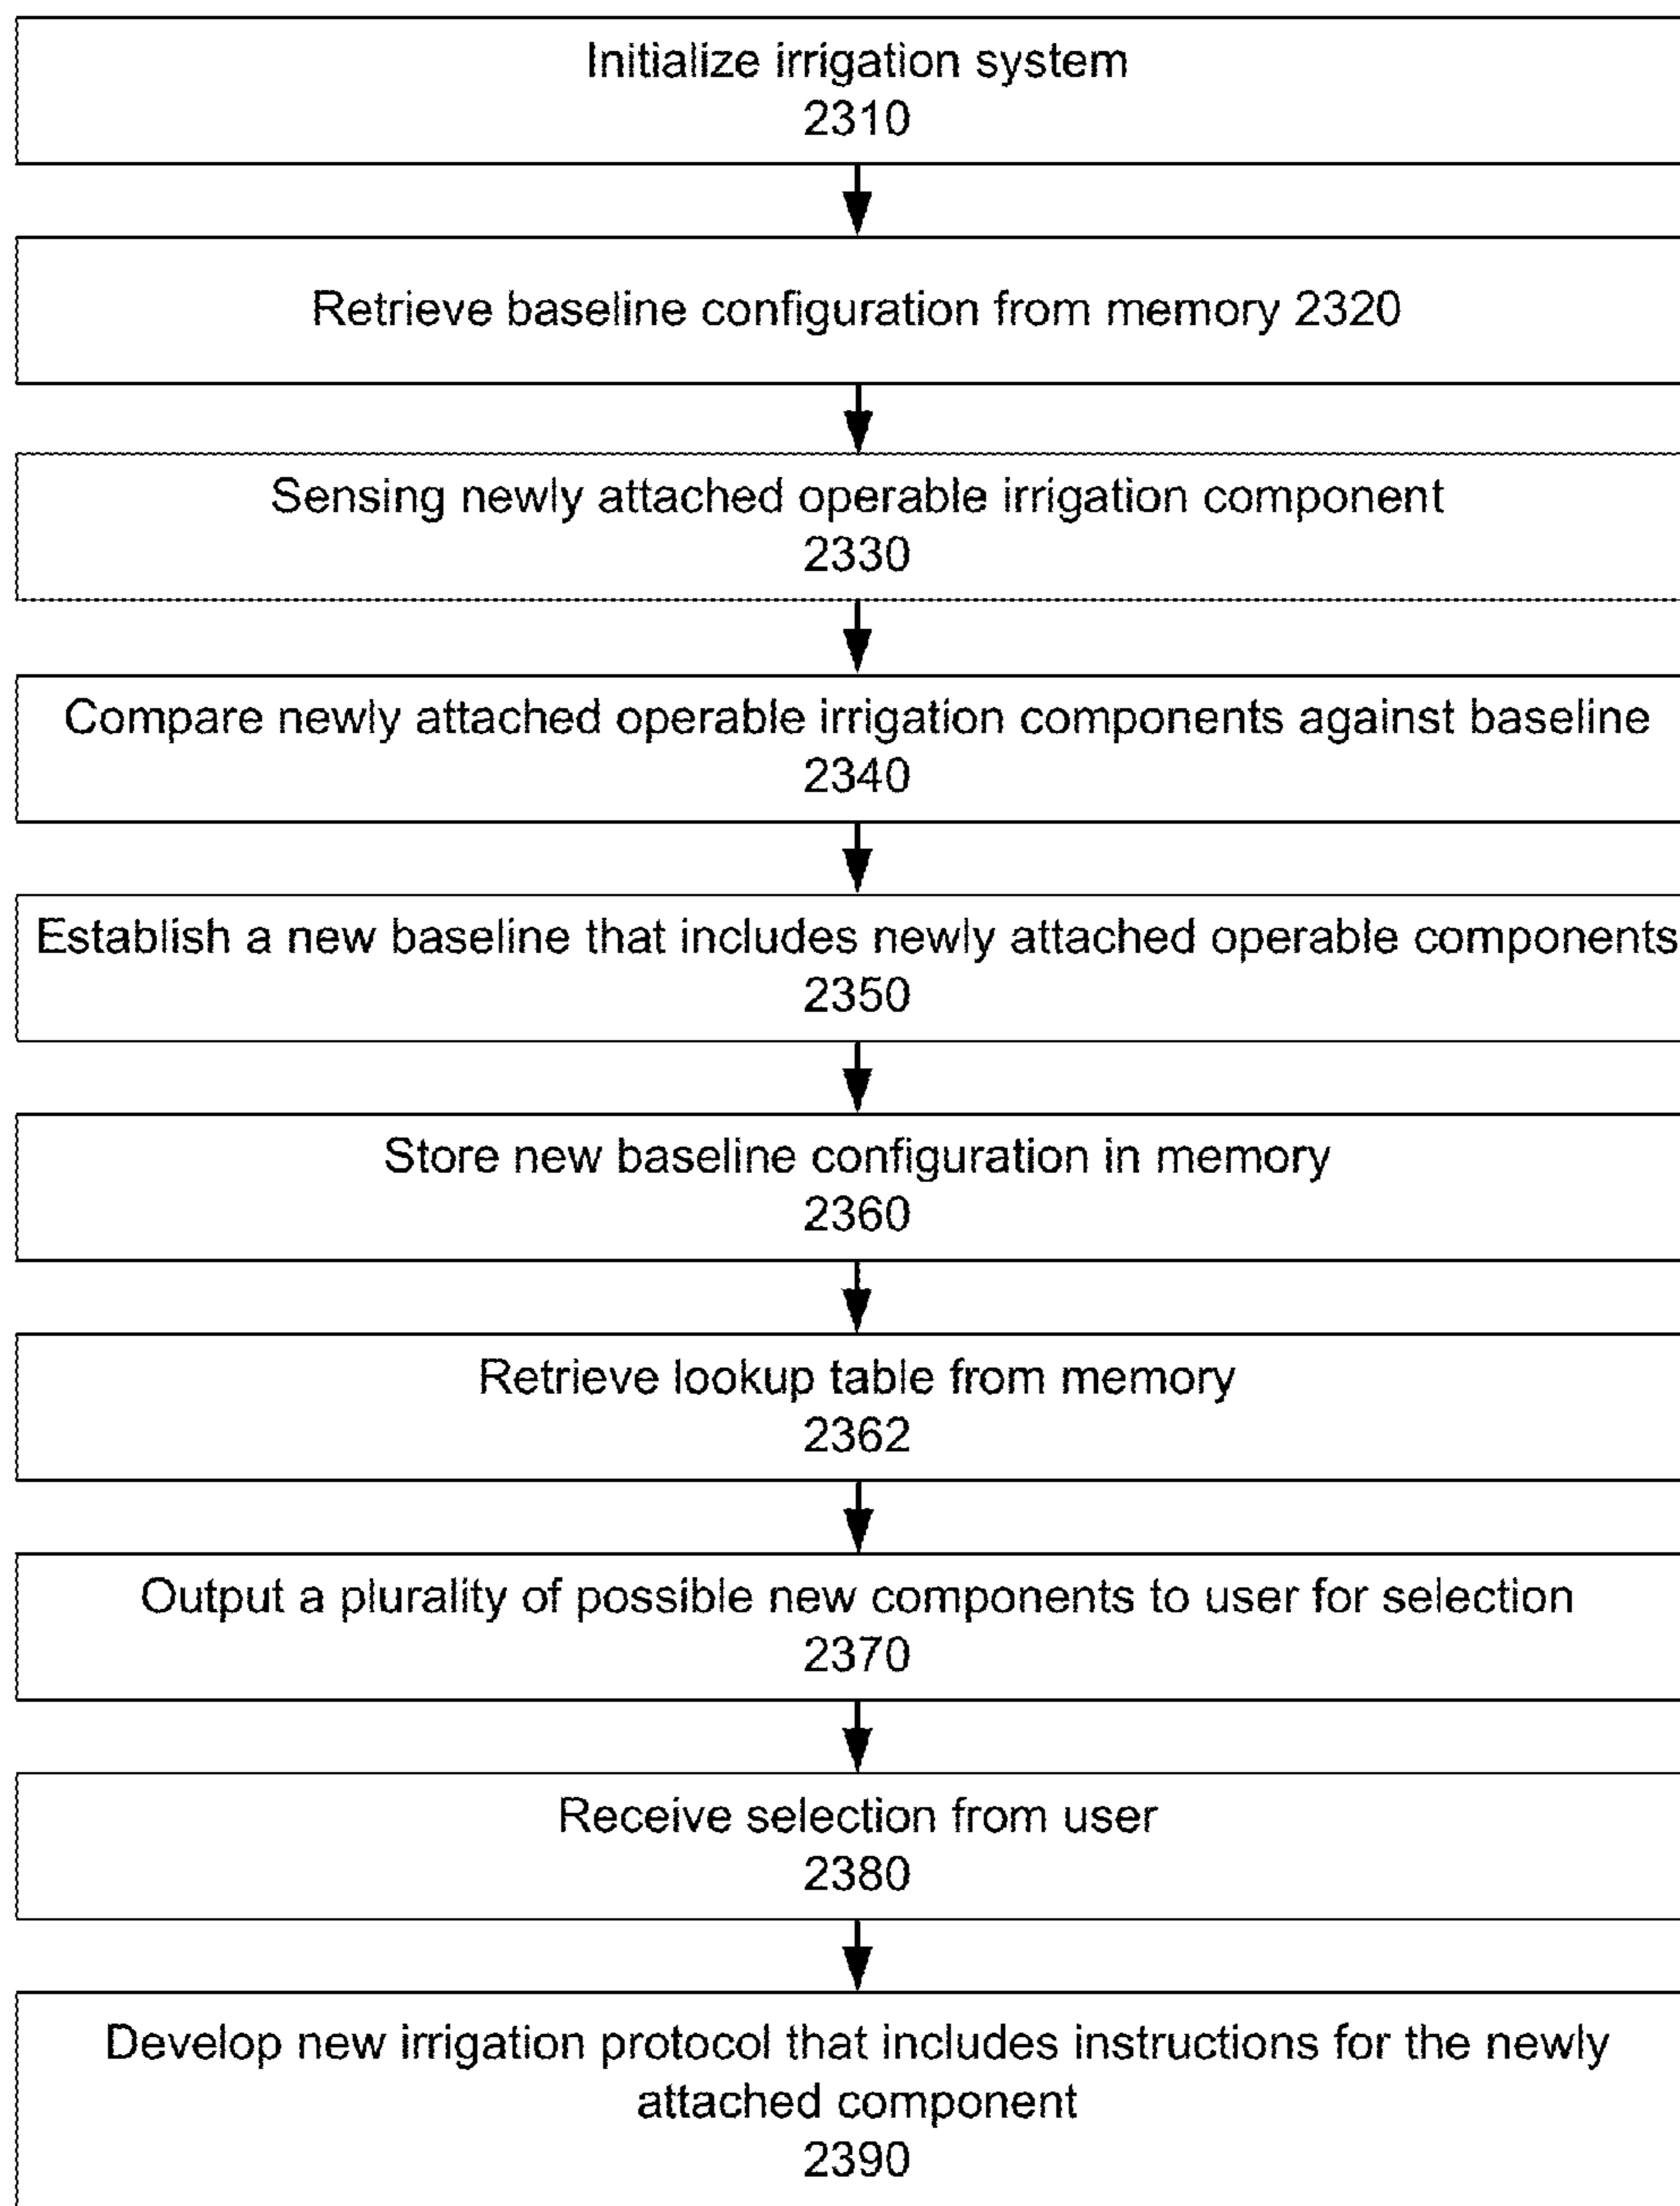 Initialize irrigation system
2310
Retrieve baseline configuration from memory 2320
Sensing newly attached operable irrigation component
2330
Compare newly attached operable irrigation components against baseline
2340
Establish a new baseline that includes newly attached operable components
2350
Store new baseline configuration in memory
2360
Retrieve lookup table from memory
2362
Output a plurality of possible new components to user for selection
2370
Receive selection from user
2380
Develop new irrigation protocol that includes instructions for the newly
attached component
2390